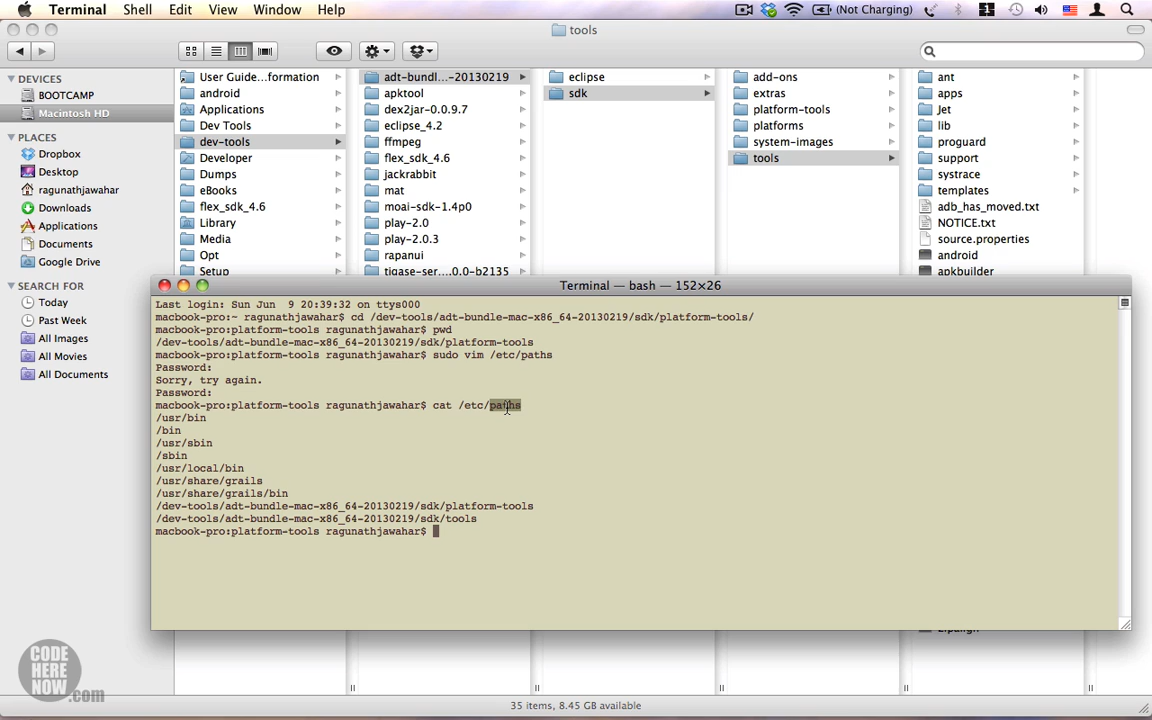 Terminal Shell Edit View Window Help (Not Charging)
tools
DEVICES
BOOTCAMP
Macintosh HD
PLACES
Dropbox
Desktop
ragunathjawahar
Downloads
Applications
Documents
Google Drive
SEARCH FOR
Today
Past Week
All Images
All Movies
All Documents
User Guide...formation
android
Applications
Dev Tools
dev-tools
Developer
Dumps
eBooks
flex_sdk_4.6
Library
Media
Opt
Setup
adt-bundl...-20130219
apktool
dex2jar-0.0.9.7
eclipse_4.2
ffmpeg
flex_sdk_4.6
jackrabbit
mat
moai-sdk-1.4p0
play-2.0
play-2.0.3
rapanui
tigase-ser...0.0-b2135
eclipse
sdk
add-ons
extras
platform-tools
platforms
system-images
tools
ant
apps
Jet
lib
proguard
support
systrace
templates
adb_has_moved.txt
NOTICE.txt
source.properties
android
apkbuilder
Terminal — bash — 152×26
Last login: Sun Jun  9 20:39:32 on ttys000
macbook-pro:~ ragunathjawahar$ cd /dev-tools/adt-bundle-mac-x86_64-20130219/sdk/platform-tools/
macbook-pro:platform-tools ragunathjawahar$ pwd
/dev-tools/adt-bundle-mac-x86_64-20130219/sdk/platform-tools
macbook-pro:platform-tools ragunathjawahar$ sudo vim /etc/paths
Password:
Sorry, try again.
Password:
macbook-pro:platform-tools ragunathjawahar$ cat /etc/paths
/usr/bin
/bin
/usr/sbin
/sbin
/usr/local/bin
/usr/share/grails
/usr/share/grails/bin
/dev-tools/adt-bundle-mac-x86_64-20130219/sdk/platform-tools
/dev-tools/adt-bundle-mac-x86_64-20130219/sdk/tools
macbook-pro:platform-tools ragunathjawahar$
35 items, 8.45 GB available
CODE
HERE
NOW
.com